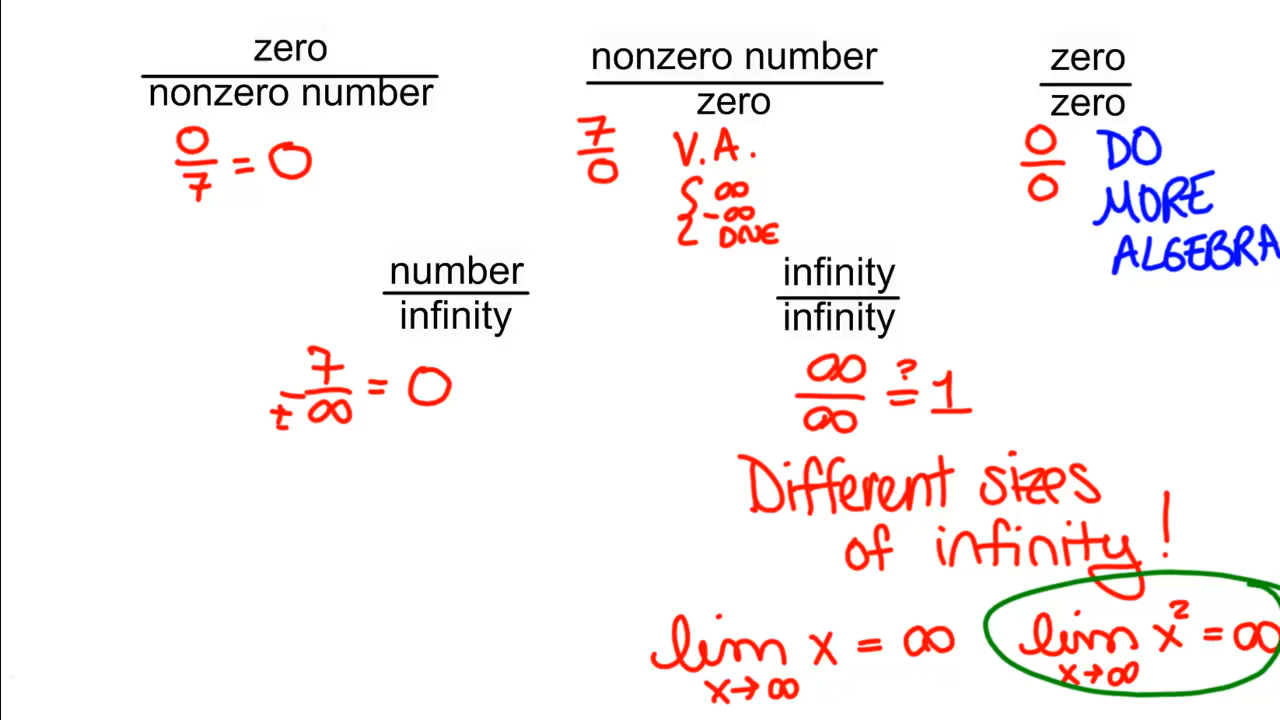 zero
nonzero number
0/7 = 0
nonzero number
zero
7/0 V.A.
{ ∞
-∞
DNE
zero
zero
0/0 DO
MORE
ALGEBRA
number
infinity
± 7/∞ = 0
infinity
infinity
∞/∞ ?= 1
Different sizes
of infinity!
lim x = ∞
x→∞
lim x² = ∞
x→∞